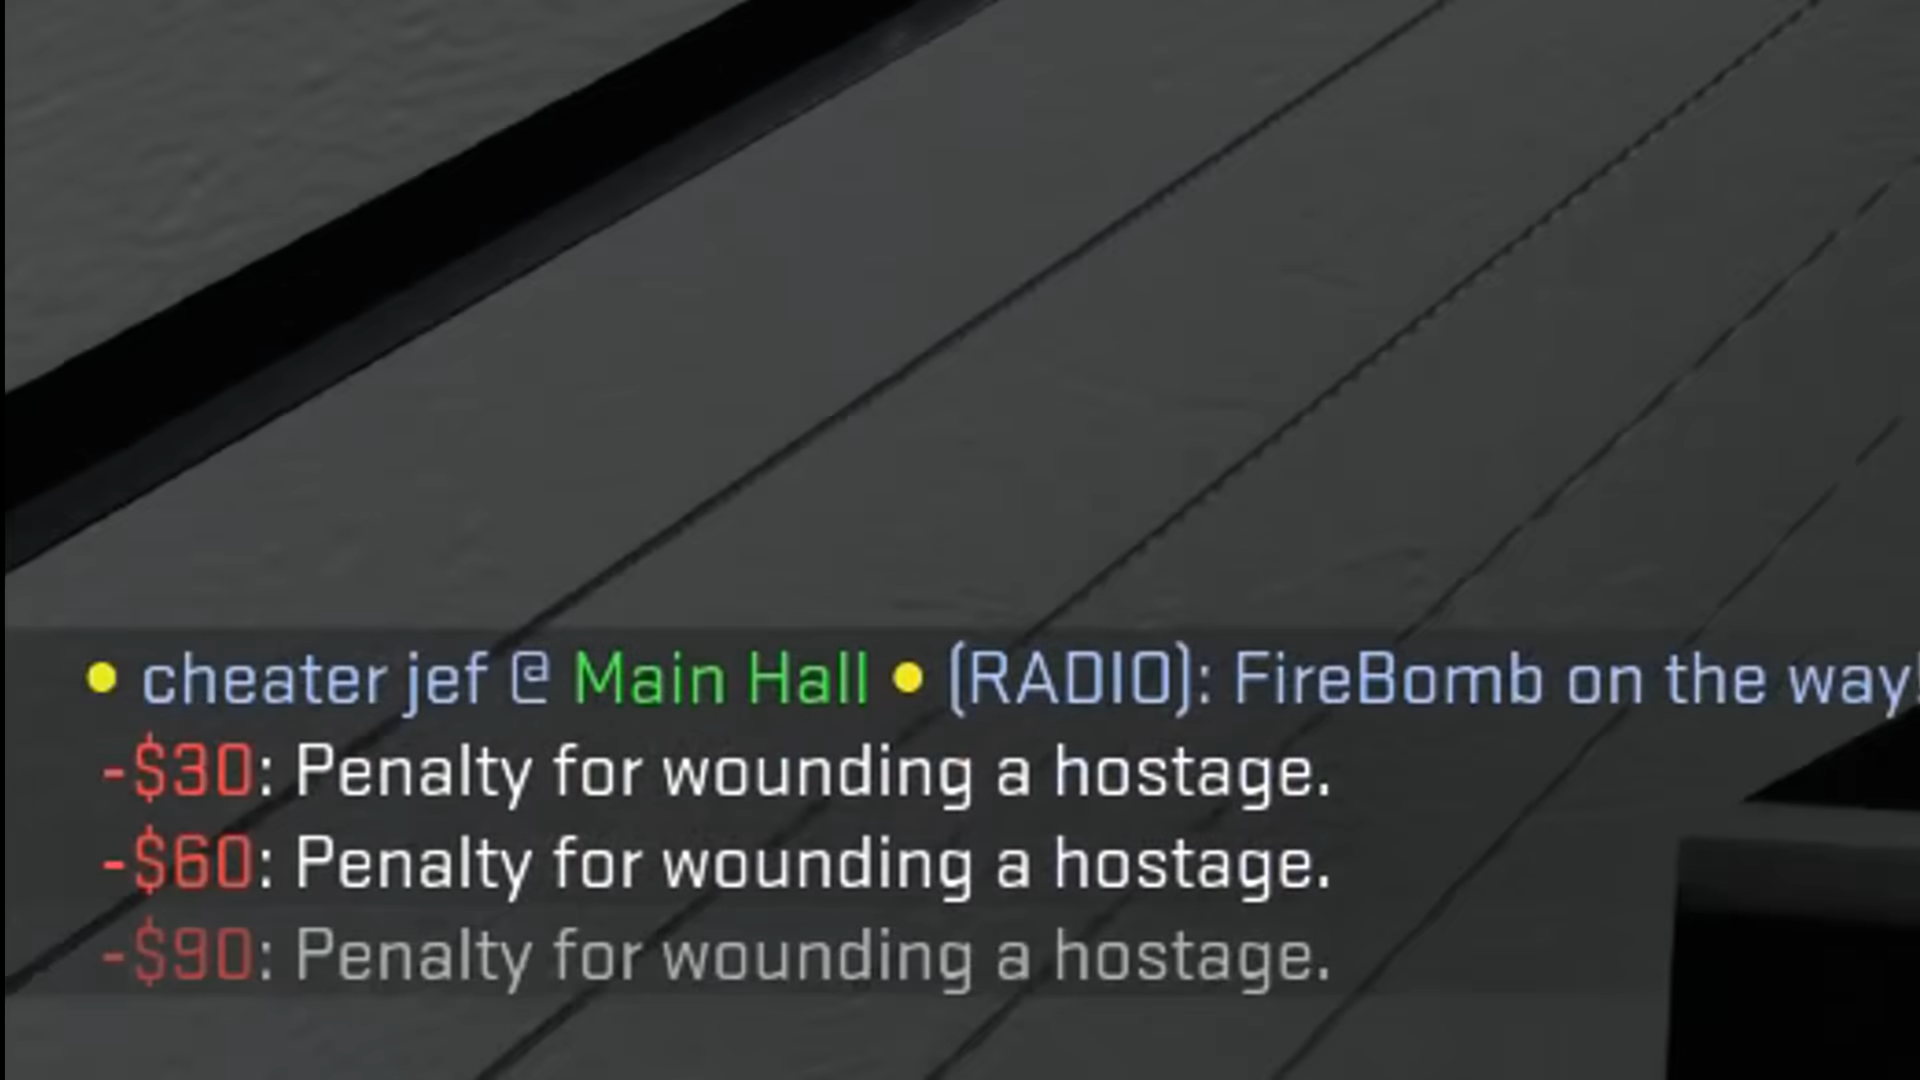 • cheater jef @ Main Hall • (RADIO): FireBomb on the way!
-$30: Penalty for wounding a hostage.
-$60: Penalty for wounding a hostage.
-$90: Penalty for wounding a hostage.